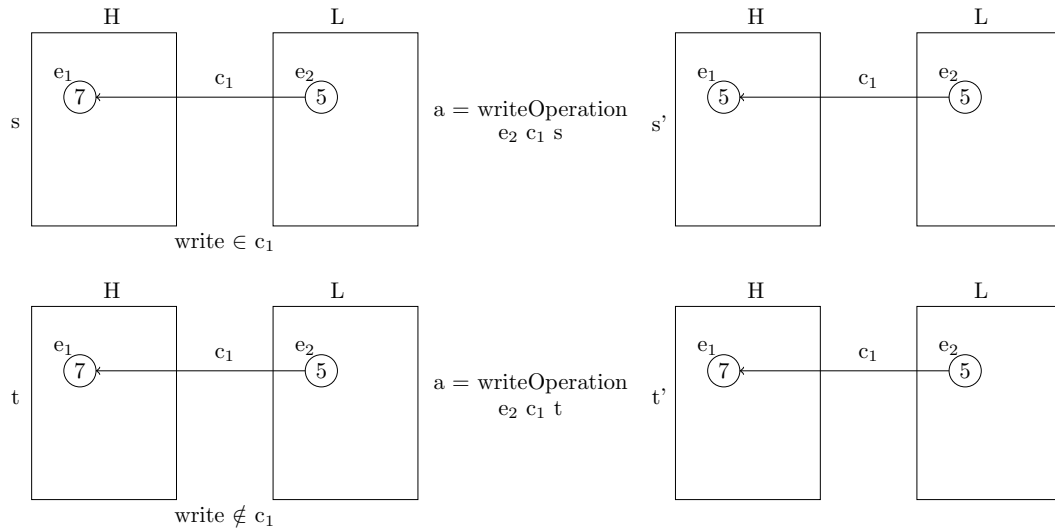 H L H L
e₁ c₁ e₂ e₁ c₁ e₂
7 5 5 5
a = writeOperation
s s'
e₂ c₁ s
write ∈ c₁
H L H L
e₁ c₁ e₂ e₁ c₁ e₂
7 5 7 5
a = writeOperation
t t'
e₂ c₁ t
write ∉ c₁